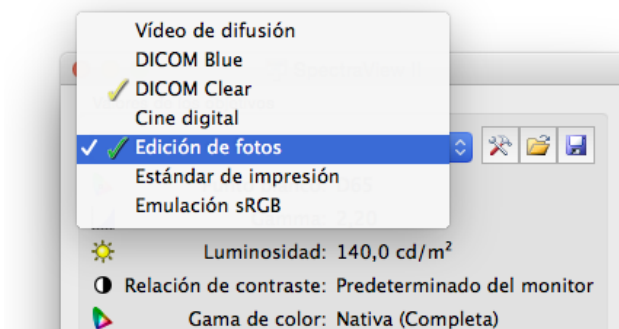 Vídeo de difusión
DICOM Blue
DICOM Clear
Cine digital
Edición de fotos
Estándar de impresión
Emulación sRGB
Luminosidad: 140,0 cd/m²
Relación de contraste: Predeterminado del monitor
Gama de color: Nativa (Completa)